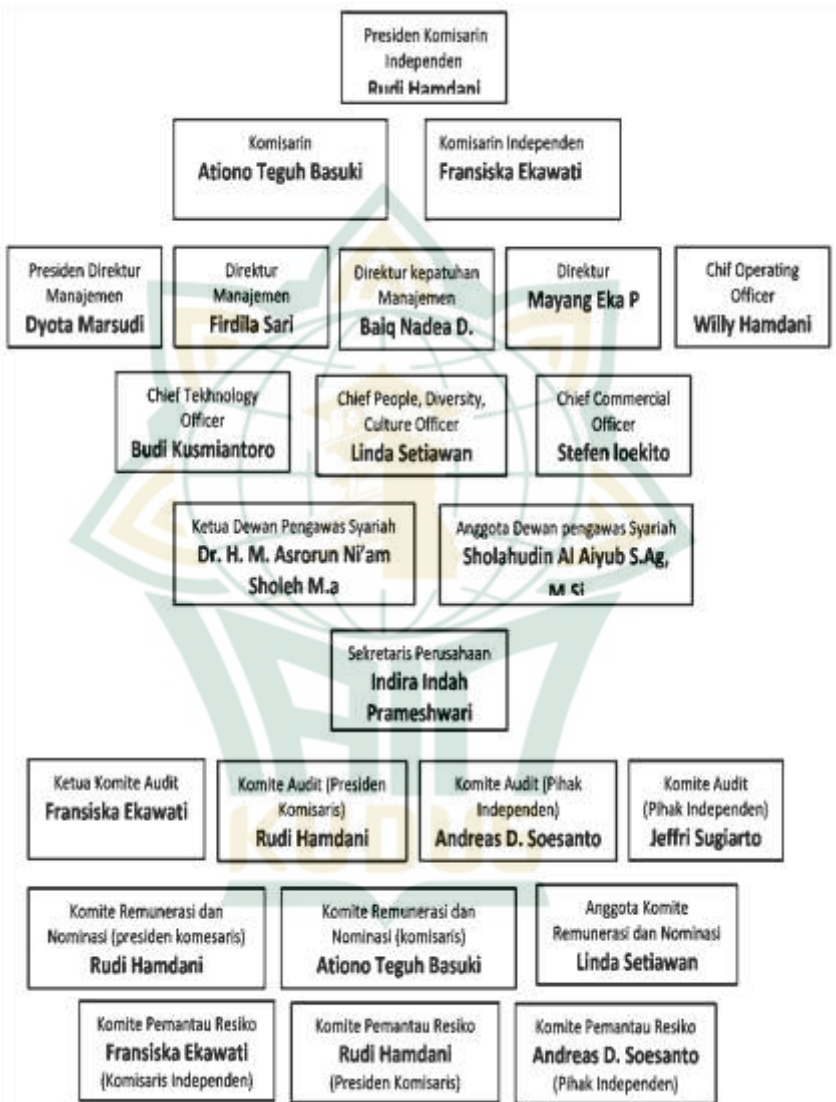 Presiden Komisarin
Independen
Rudi Hamdani
Komisarin
Ationo Teguh Basuki
Komisarin Independen
Fransiska Ekawati
Presiden Direktur
Manajemen
Dyota Marsudi
Direktur
Manajemen
Firdila Sari
Direktur kepatuhan
Manajemen
Baiq Nadea D.
Direktur
Mayang Eka P
Chif Operating
Officer
Willy Hamdani
Chief Tekhnology
Officer
Budi Kusmiantoro
Chief People, Diversity,
Culture Officer
Linda Setiawan
Chief Commercial
Officer
Stefen loekito
Ketua Dewan Pengawas Syariah
Dr. H. M. Asrorun Ni'am
Sholeh M.a
Anggota Dewan pengawas Syariah
Sholahudin Al Aiyub S.Ag,
M.Si
Sekretaris Perusahaan
Indira Indah
Prameshwari
Ketua Komite Audit
Fransiska Ekawati
Komite Audit (Presiden
Komisaris)
Rudi Hamdani
Komite Audit (Pihak
Independen)
Andreas D. Soesanto
Komite Audit
(Pihak Independen)
Jeffri Sugiarto
KUDUS
Komite Remunerasi dan
Nominasi (presiden komesaris)
Rudi Hamdani
Komite Remunerasi dan
Nominasi (komisaris)
Ationo Teguh Basuki
Anggota Komite
Remunerasi dan Nominasi
Linda Setiawan
Komite Pemantau Resiko
Fransiska Ekawati
(Komisaris Independen)
Komite Pemantau Resiko
Rudi Hamdani
(Presiden Komisaris)
Komite Pemantau Resiko
Andreas D. Soesanto
(Pihak Independen)